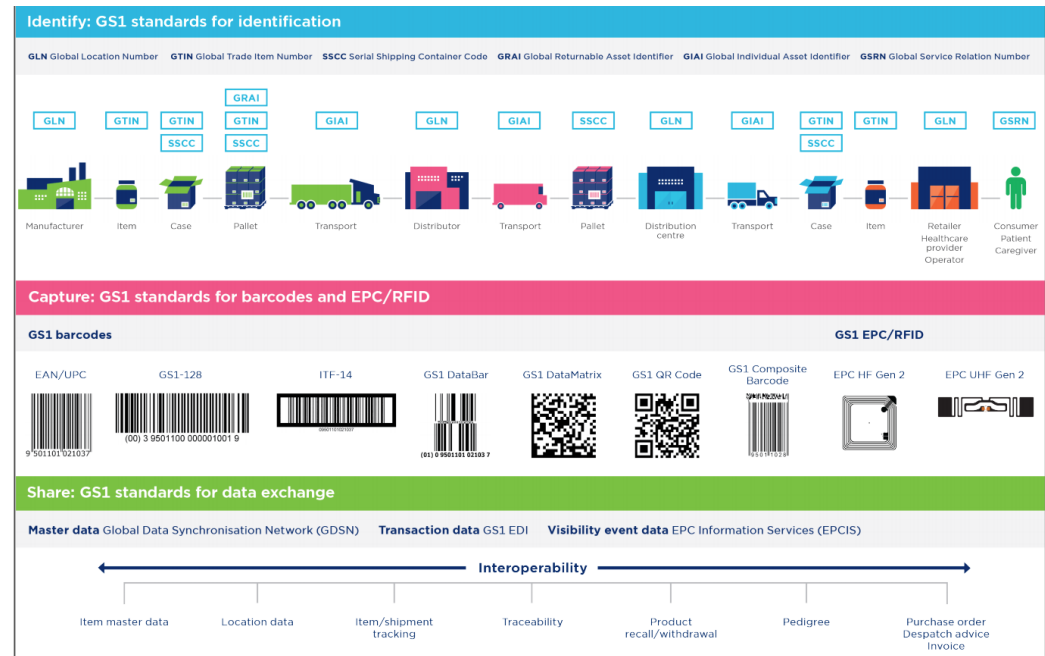 Identify: GS1 standards for identification
GLN Global Location Number GTIN Global Trade Item Number SSCC Serial Shipping Container Code GRAI Global Returnable Asset Identifier GIAI Global Individual Asset Identifier GSRN Global Service Relation Number
GRAI
GLN GTIN GTIN GTIN GIAI GLN GIAI SSCC GLN GIAI GTIN GTIN GLN GSRN
SSCC SSCC SSCC
Manufacturer Item Case Pallet Transport Distributor Transport Pallet Distribution Transport Case Item Retailer Consumer
centre Healthcare Patient
provider Caregiver
Operator
Capture: GS1 standards for barcodes and EPC/RFID
GS1 barcodes GS1 EPC/RFID
EAN/UPC GS1-128 ITF-14 GS1 DataBar GS1 DataMatrix GS1 QR Code GS1 Composite EPC HF Gen 2 EPC UHF Gen 2
Barcode
(00) 3 9501100 000001001 9
9 501101 021037
(01) 0 9501101 02103 7
Share: GS1 standards for data exchange
Master data Global Data Synchronisation Network (GDSN) Transaction data GS1 EDI Visibility event data EPC Information Services (EPCIS)
Interoperability
Item master data Location data Item/shipment Traceability Product Pedigree Purchase order
tracking recall/withdrawal Despatch advice
Invoice